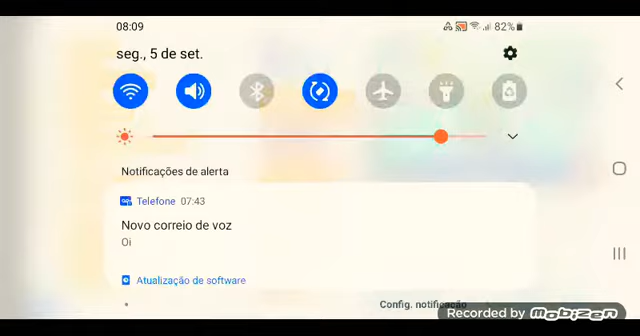 08:09
82%
seg., 5 de set.
Notificações de alerta
Telefone 07:43
Novo correio de voz
Oi
Atualização de software
Config. notificação
Recorded by MOBIZEN